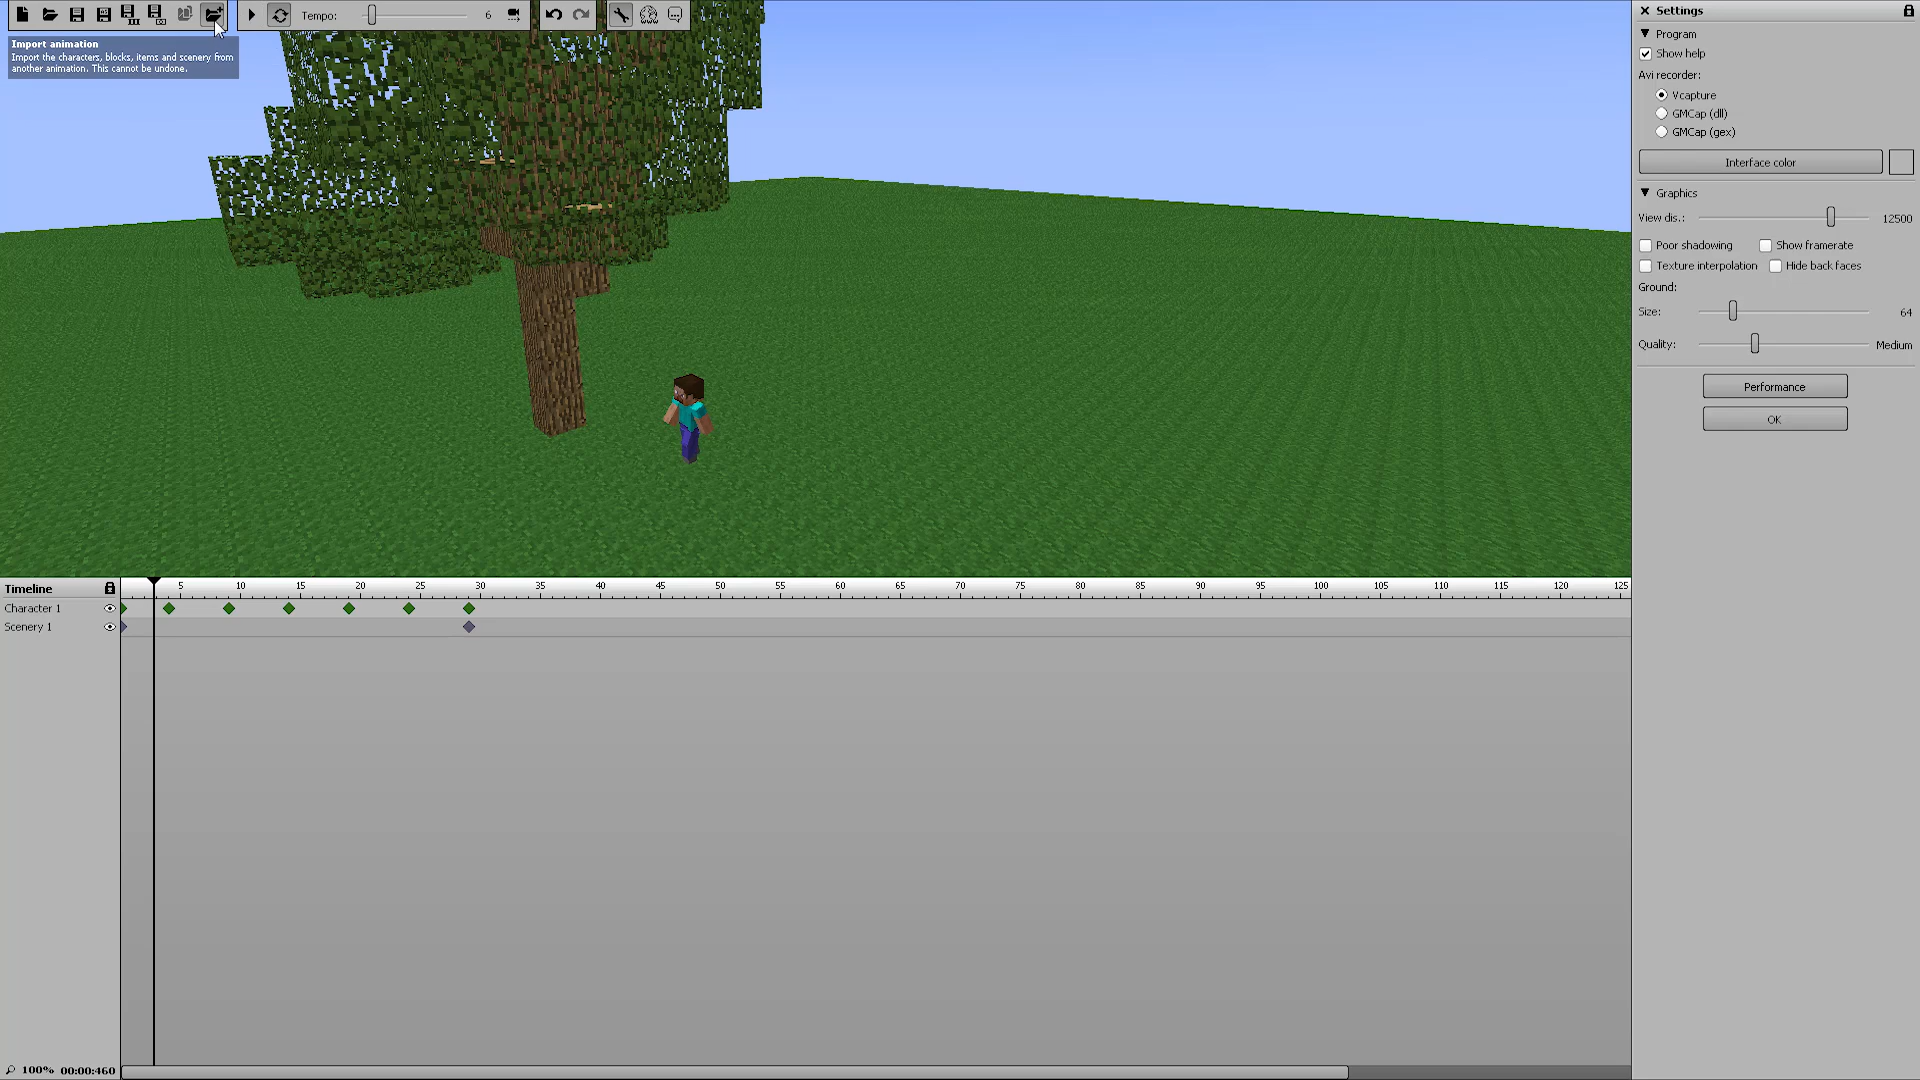 Tempo: 6
Import animation
Import the characters, blocks, items and scenery from
another animation. This cannot be undone.
Settings
Program
Show help
Avi recorder:
Vcapture
GMCap (dll)
GMCap (gex)
Interface color
Graphics
View dis.: 12500
Poor shadowing Show framerate
Texture interpolation Hide back faces
Ground:
Size: 64
Quality: Medium
Performance
OK
Timeline 5 10 15 20 25 30 35 40 45 50 55 60 65 70 75 80 85 90 95 100 105 110 115 120 125
Character 1
Scenery 1
100% 00:00:460